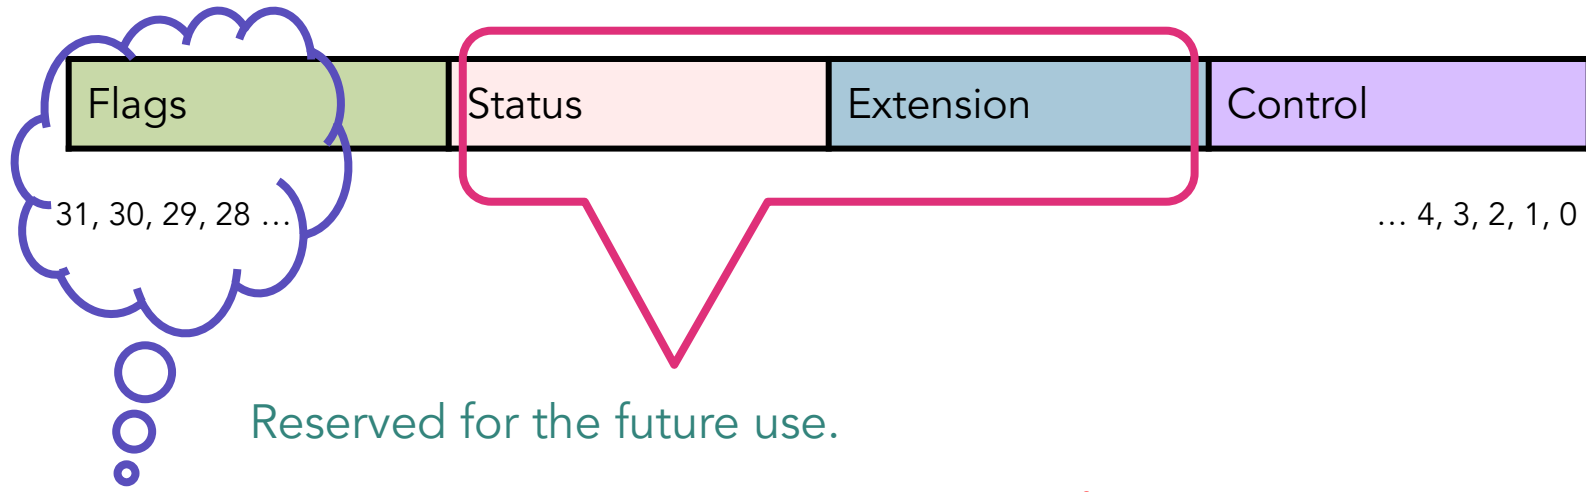 Flags Status Extension Control
31, 30, 29, 28 … … 4, 3, 2, 1, 0
Reserved for the future use.